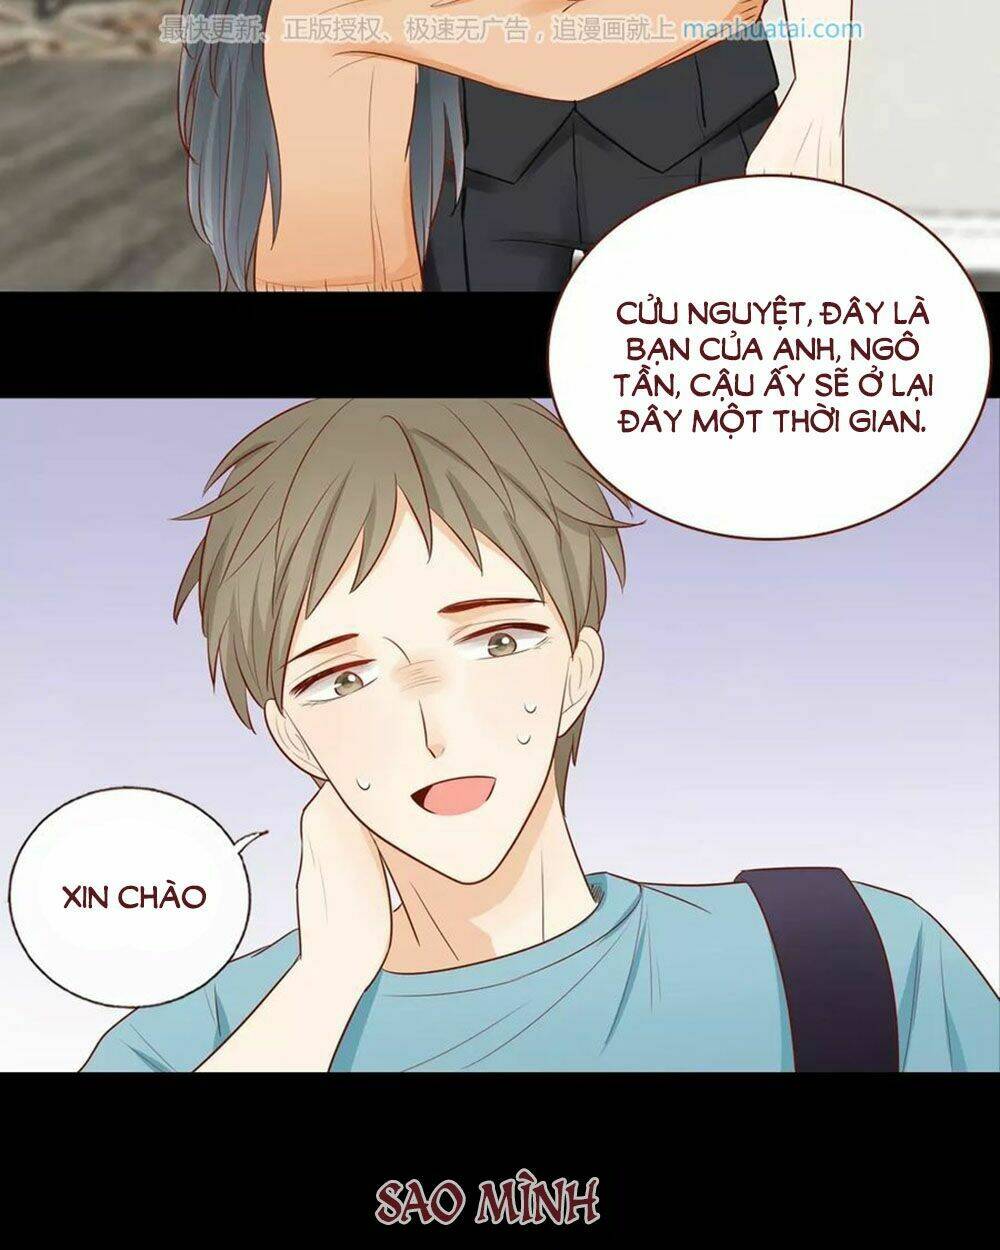 最快更新、正版授权、极速无广告，追漫画就上 manhuatai.com
CỬU NGUYỆT, ĐÂY LÀ
BẠN CỦA ANH, NGÔ
TẦN, CẬU ẤY SẼ Ở LẠI
ĐÂY MỘT THỜI GIAN.
XIN CHÀO
SAO MÌNH